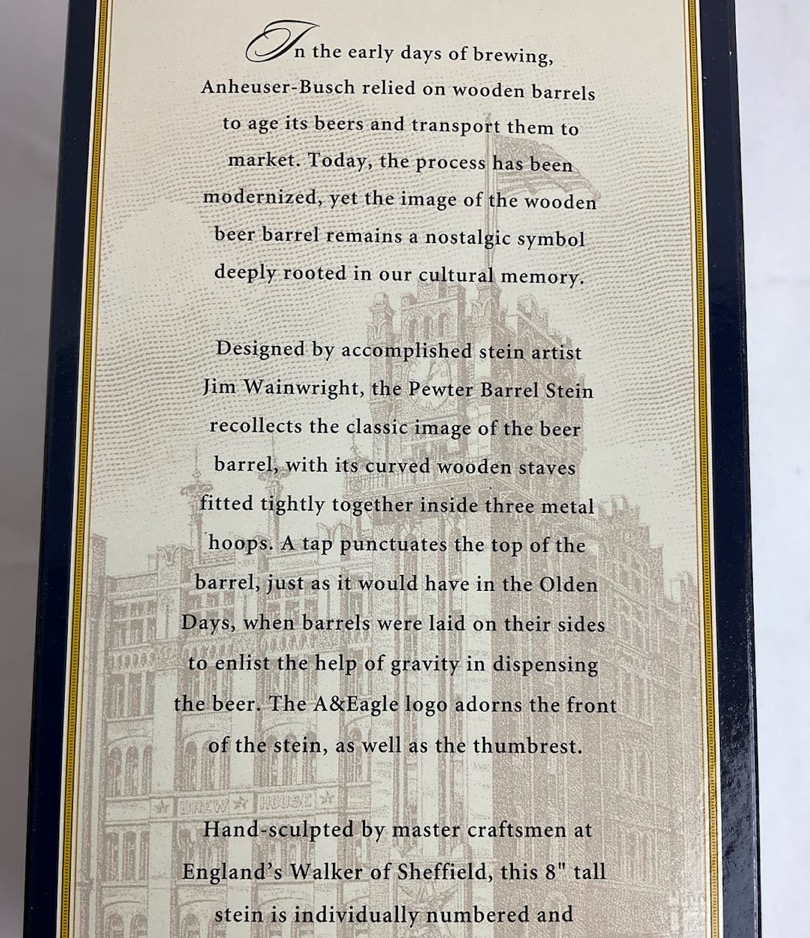 In the early days of brewing,
Anheuser-Busch relied on wooden barrels
to age its beers and transport them to
market. Today, the process has been
modernized, yet the image of the wooden
beer barrel remains a nostalgic symbol
deeply rooted in our cultural memory.
Designed by accomplished stein artist
Jim Wainwright, the Pewter Barrel Stein
recollects the classic image of the beer
barrel, with its curved wooden staves
fitted tightly together inside three metal
hoops. A tap punctuates the top of the
barrel, just as it would have in the Olden
Days, when barrels were laid on their sides
to enlist the help of gravity in dispensing
the beer. The A&Eagle logo adorns the front
of the stein, as well as the thumbrest.
BREW ★ HOUSE
Hand-sculpted by master craftsmen at
England's Walker of Sheffield, this 8" tall
stein is individually numbered and